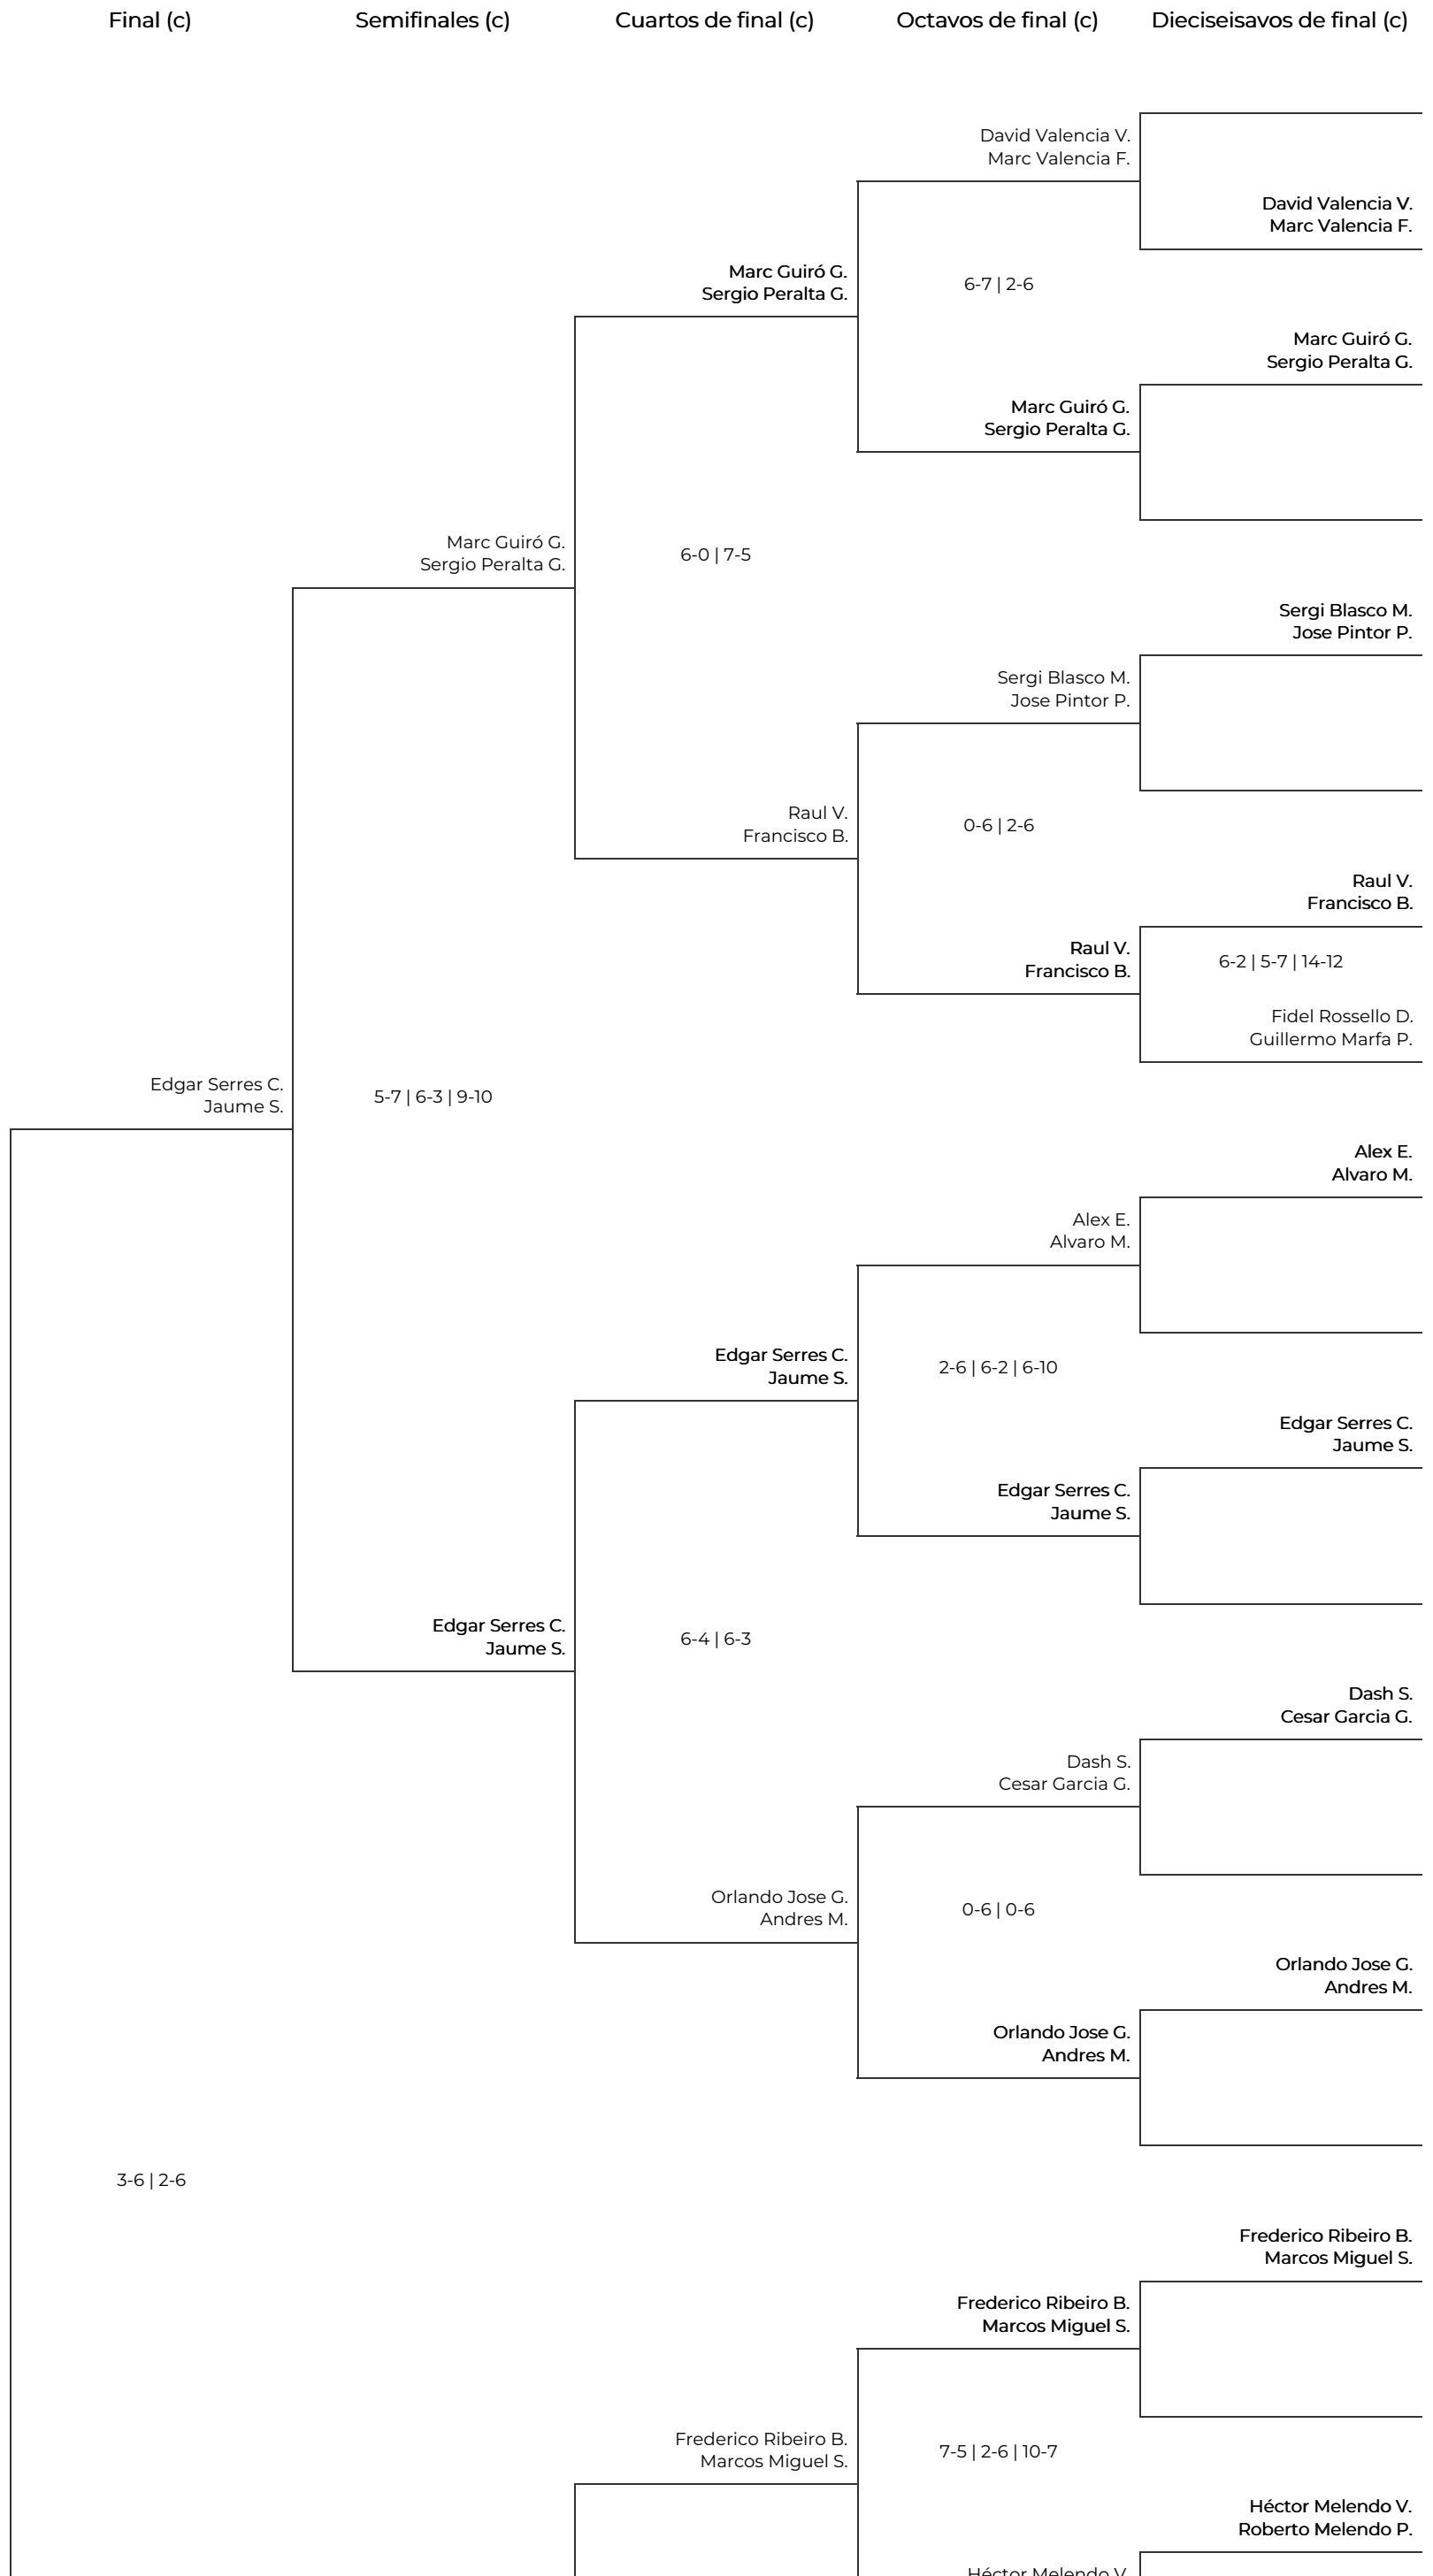 Final (c)
Semifinales (c)
Cuartos de final (c)
Octavos de final (c)
Dieciseisavos de final (c)
David Valencia V.
Marc Valencia F.
David Valencia V.
Marc Valencia F.
Marc Guiró G.
Sergio Peralta G.
6-7 | 2-6
Marc Guiró G.
Sergio Peralta G.
Marc Guiró G.
Sergio Peralta G.
Marc Guiró G.
Sergio Peralta G.
6-0 | 7-5
Sergi Blasco M.
Jose Pintor P.
Sergi Blasco M.
Jose Pintor P.
Raul V.
Francisco B.
0-6 | 2-6
Raul V.
Francisco B.
Raul V.
Francisco B.
6-2 | 5-7 | 14-12
Fidel Rossello D.
Guillermo Marfa P.
Edgar Serres C.
Jaume S.
5-7 | 6-3 | 9-10
Alex E.
Alvaro M.
Alex E.
Alvaro M.
Edgar Serres C.
Jaume S.
2-6 | 6-2 | 6-10
Edgar Serres C.
Jaume S.
Edgar Serres C.
Jaume S.
Edgar Serres C.
Jaume S.
6-4 | 6-3
Dash S.
Cesar Garcia G.
Dash S.
Cesar Garcia G.
Orlando Jose G.
Andres M.
0-6 | 0-6
Orlando Jose G.
Andres M.
Orlando Jose G.
Andres M.
3-6 | 2-6
Frederico Ribeiro B.
Marcos Miguel S.
Frederico Ribeiro B.
Marcos Miguel S.
Frederico Ribeiro B.
Marcos Miguel S.
7-5 | 2-6 | 10-7
Héctor Melendo V.
Roberto Melendo P.
Héctor Melendo V.